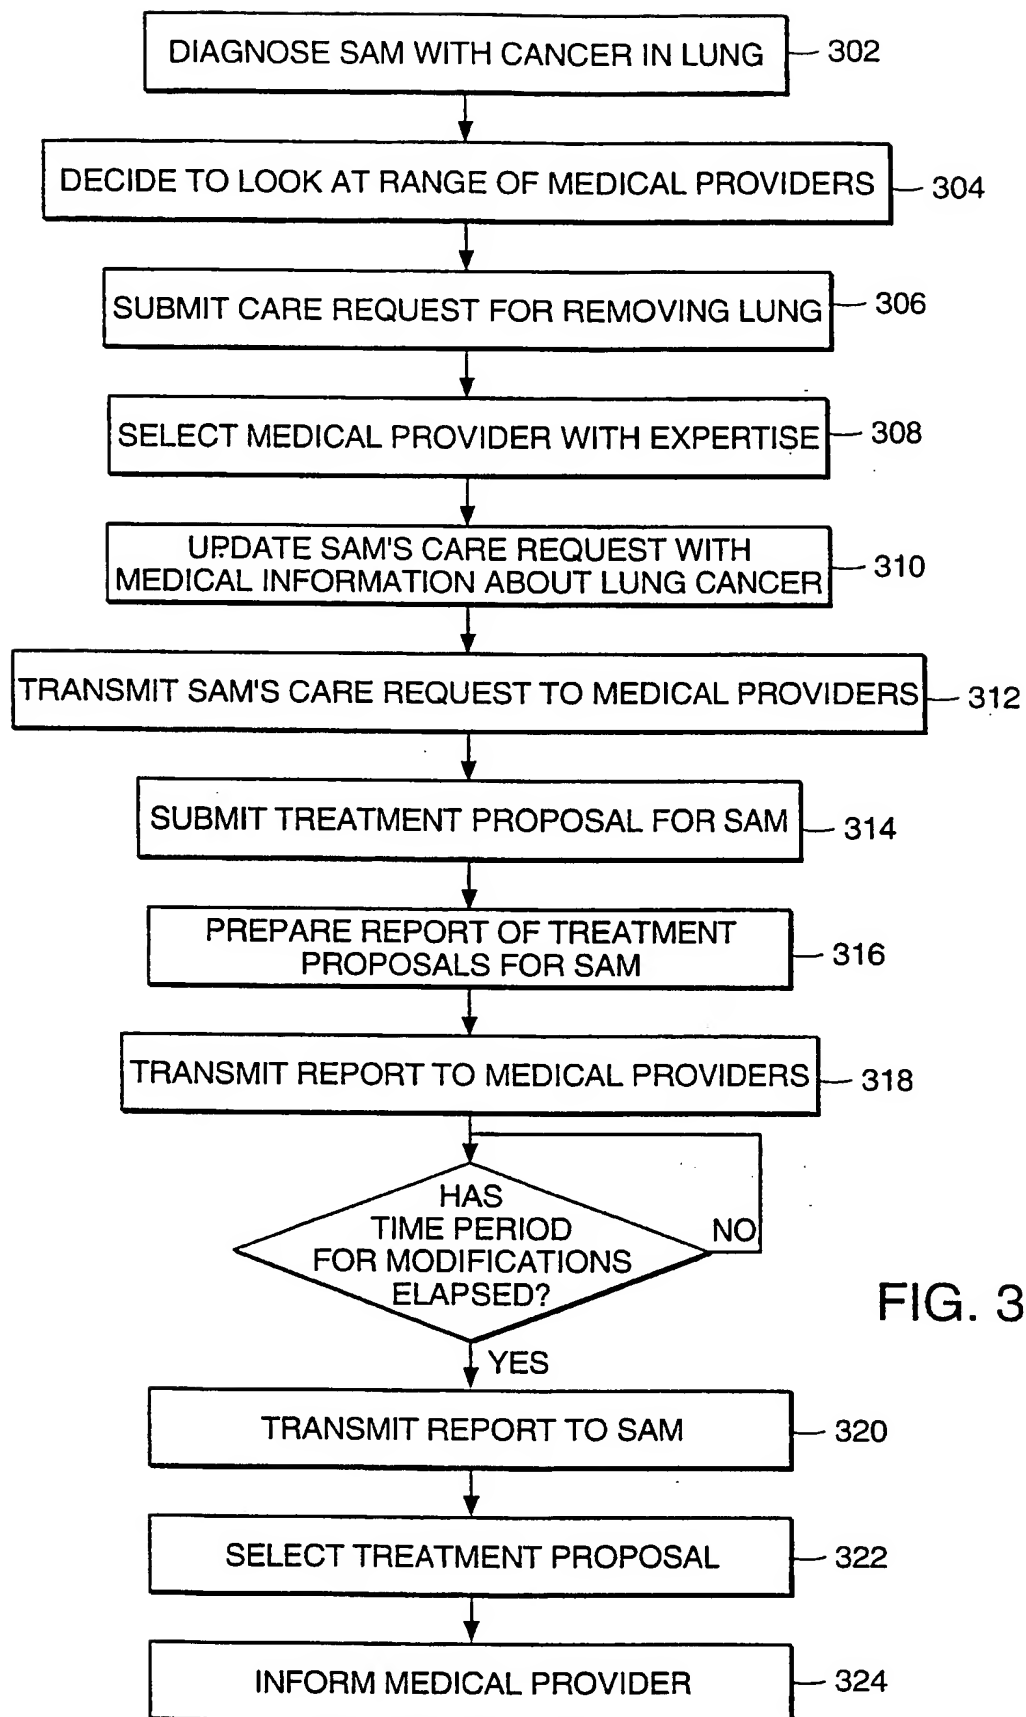 DIAGNOSE SAM WITH CANCER IN LUNG 302
DECIDE TO LOOK AT RANGE OF MEDICAL PROVIDERS 304
SUBMIT CARE REQUEST FOR REMOVING LUNG 306
SELECT MEDICAL PROVIDER WITH EXPERTISE 308
UPDATE SAM'S CARE REQUEST WITH
MEDICAL INFORMATION ABOUT LUNG CANCER 310
TRANSMIT SAM'S CARE REQUEST TO MEDICAL PROVIDERS 312
SUBMIT TREATMENT PROPOSAL FOR SAM 314
PREPARE REPORT OF TREATMENT
PROPOSALS FOR SAM 316
TRANSMIT REPORT TO MEDICAL PROVIDERS 318
HAS
TIME PERIOD
FOR MODIFICATIONS
ELAPSED?
NO
YES
FIG. 3
TRANSMIT REPORT TO SAM 320
SELECT TREATMENT PROPOSAL 322
INFORM MEDICAL PROVIDER 324